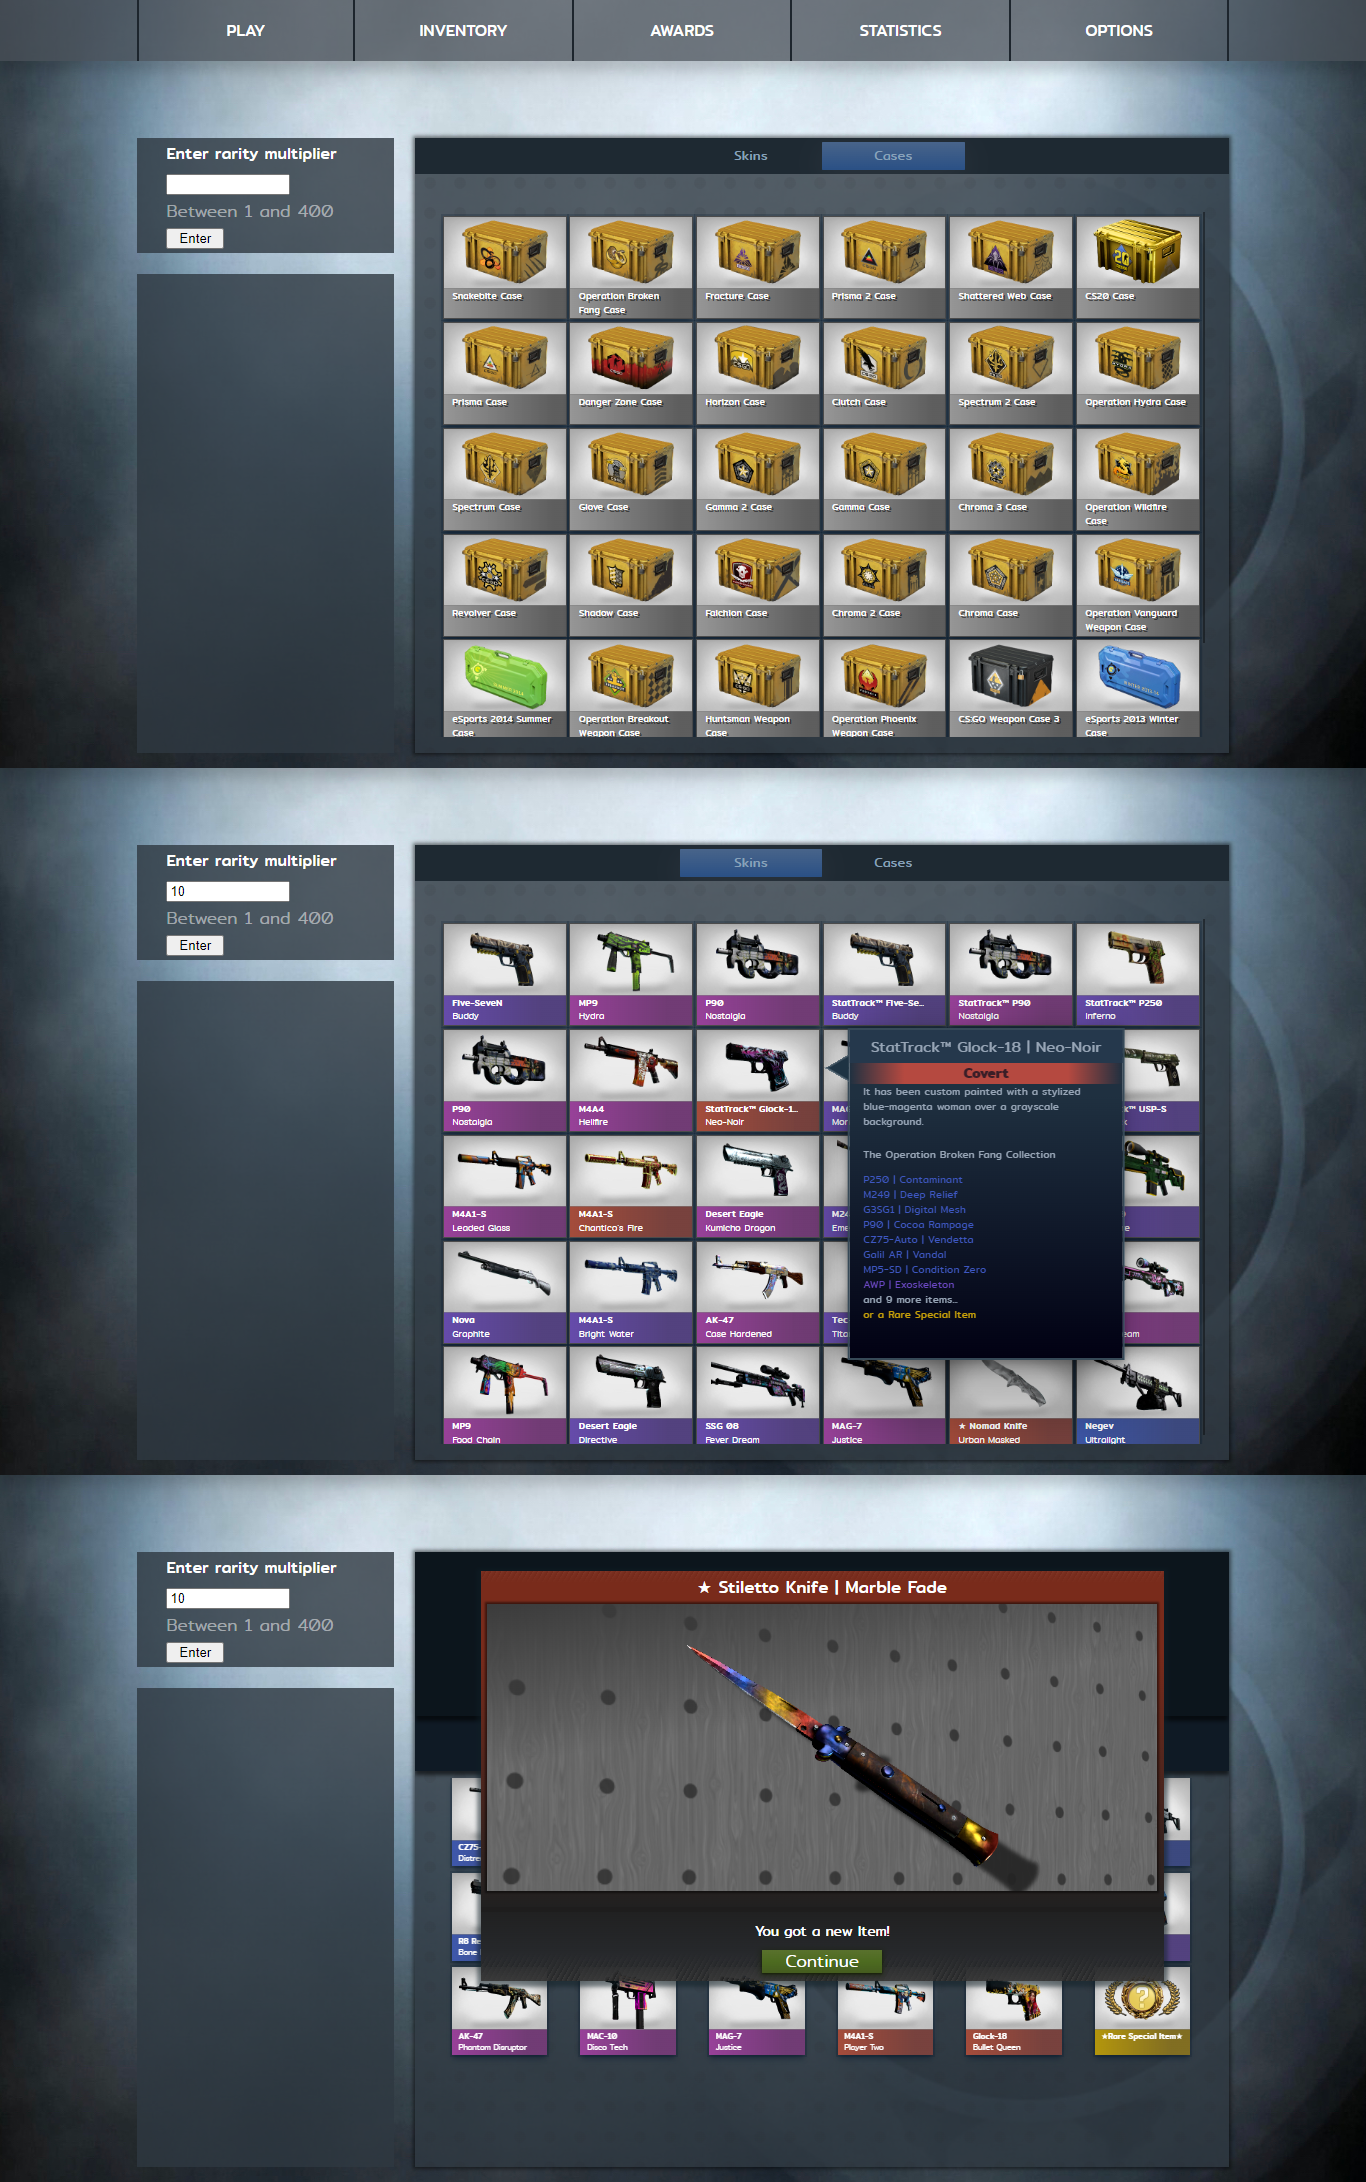 PLAY
INVENTORY
AWARDS
STATISTICS
OPTIONS
Enter rarity multiplier
Between 1 and 400
Enter
Skins
Cases
Snakebite Case
Operation Broken
Fang Case
Fracture Case
Prisma 2 Case
Shattered Web Case
CS20 Case
Prisma Case
Danger Zone Case
Horizon Case
Clutch Case
Spectrum 2 Case
Operation Hydra Case
Spectrum Case
Glove Case
Gamma 2 Case
Gamma Case
Chroma 3 Case
Operation Wildfire
Case
Revolver Case
Shadow Case
Falchion Case
Chroma 2 Case
Chroma Case
Operation Vanguard
Weapon Case
eSports 2014 Summer
Case
Operation Breakout
Weapon Case
Huntsman Weapon
Case
Operation Phoenix
Weapon Case
CS:GO Weapon Case 3
eSports 2013 Winter
Case
Enter rarity multiplier
10
Between 1 and 400
Enter
Skins
Cases
Five-SeveN
Buddy
MP9
Hydra
P90
Nostalgia
StatTrack™ Five-Se...
Buddy
StatTrack™ P90
Nostalgia
StatTrack™ P250
Inferno
P90
Nostalgia
M4A4
Hellfire
StatTrack™ Glock-1...
Neo-Noir
MAG
Mor
k™ USP-S
StatTrack™ Glock-18 | Neo-Noir
Covert
It has been custom painted with a stylized
blue-magenta woman over a grayscale
background.
The Operation Broken Fang Collection
P250 | Contaminant
M249 | Deep Relief
G3SG1 | Digital Mesh
P90 | Cocoa Rampage
CZ75-Auto | Vendetta
Galil AR | Vandal
MP5-SD | Condition Zero
AWP | Exoskeleton
and 9 more items...
or a Rare Special Item
M4A1-S
Leaded Glass
M4A1-S
Chantico's Fire
Desert Eagle
Kumicho Dragon
M24
Eme
Nova
Graphite
M4A1-S
Bright Water
AK-47
Case Hardened
Tec
Tita
eam
MP9
Food Chain
Desert Eagle
Directive
SSG 08
Fever Dream
MAG-7
Justice
★ Nomad Knife
Urban Masked
Negev
Ultralight
Enter rarity multiplier
10
Between 1 and 400
Enter
★ Stiletto Knife | Marble Fade
CZ75-
Distre
R8 Re
Bone
You got a new Item!
Continue
AK-47
Phantom Disruptor
MAC-10
Disco Tech
MAG-7
Justice
M4A1-S
Player Two
Glock-18
Bullet Queen
★Rare Special Item★